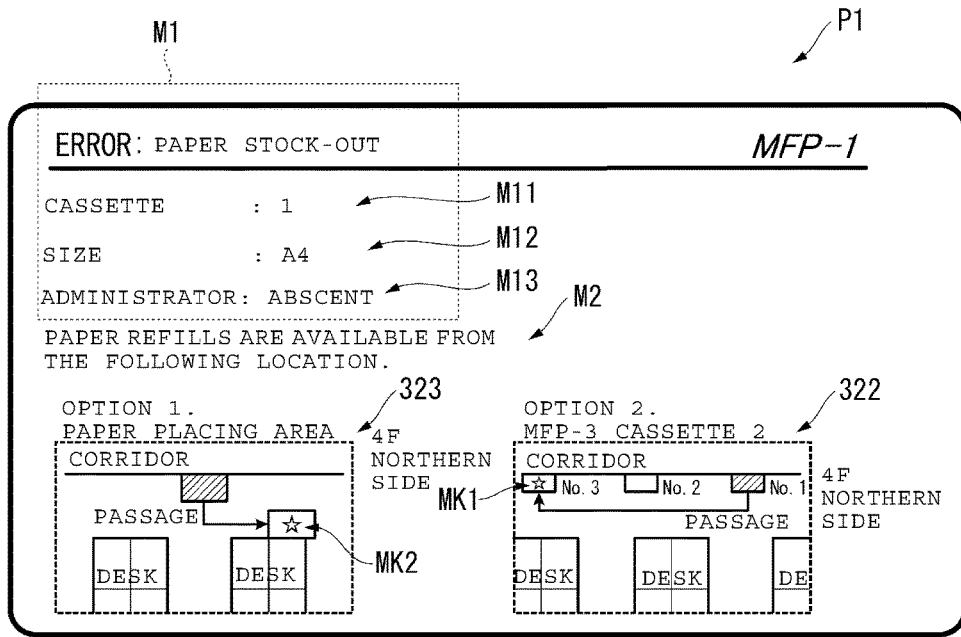 M1
P1
ERROR: PAPER STOCK-OUT
MFP-1
CASSETTE : 1
M11
SIZE : A4
M12
ADMINISTRATOR: ABSCENT
M13
M2
PAPER REFILLS ARE AVAILABLE FROM
THE FOLLOWING LOCATION.
323
OPTION 1.
PAPER PLACING AREA
4F
NORTHERN
SIDE
CORRIDOR
PASSAGE
☆
MK2
DESK
DESK
322
OPTION 2.
MFP-3 CASSETTE 2
CORRIDOR
4F
NORTHERN
SIDE
MK1
☆ No.3
No.2
No.1
PASSAGE
DESK
DESK
DE